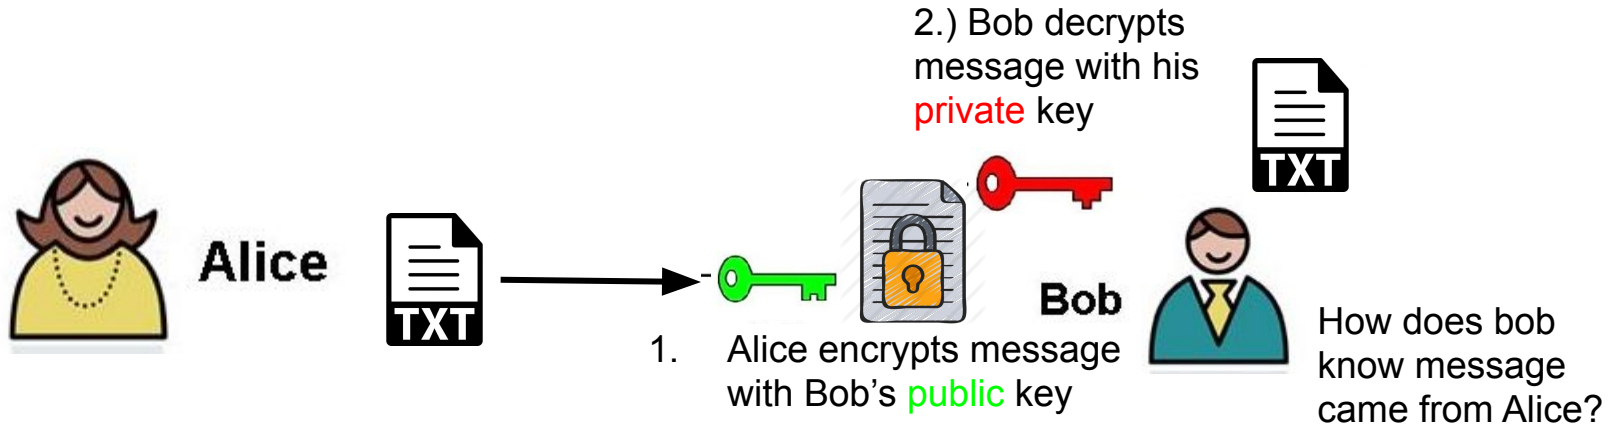 2.) Bob decrypts
message with his
private key
TXT
Alice
TXT
Bob
1. Alice encrypts message
with Bob's public key
How does bob
know message
came from Alice?